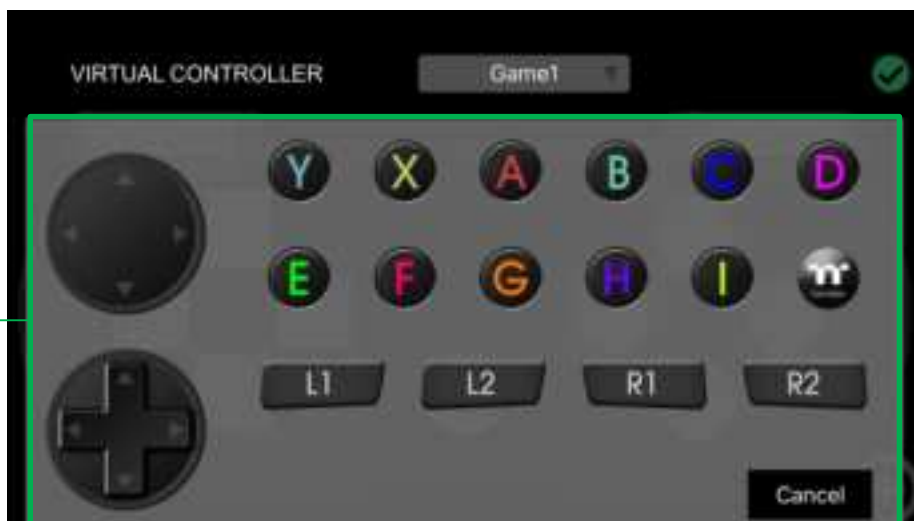 VIRTUAL CONTROLLER Game1
Y X A B C D
E F G H I
L1 L2 R1 R2
Cancel